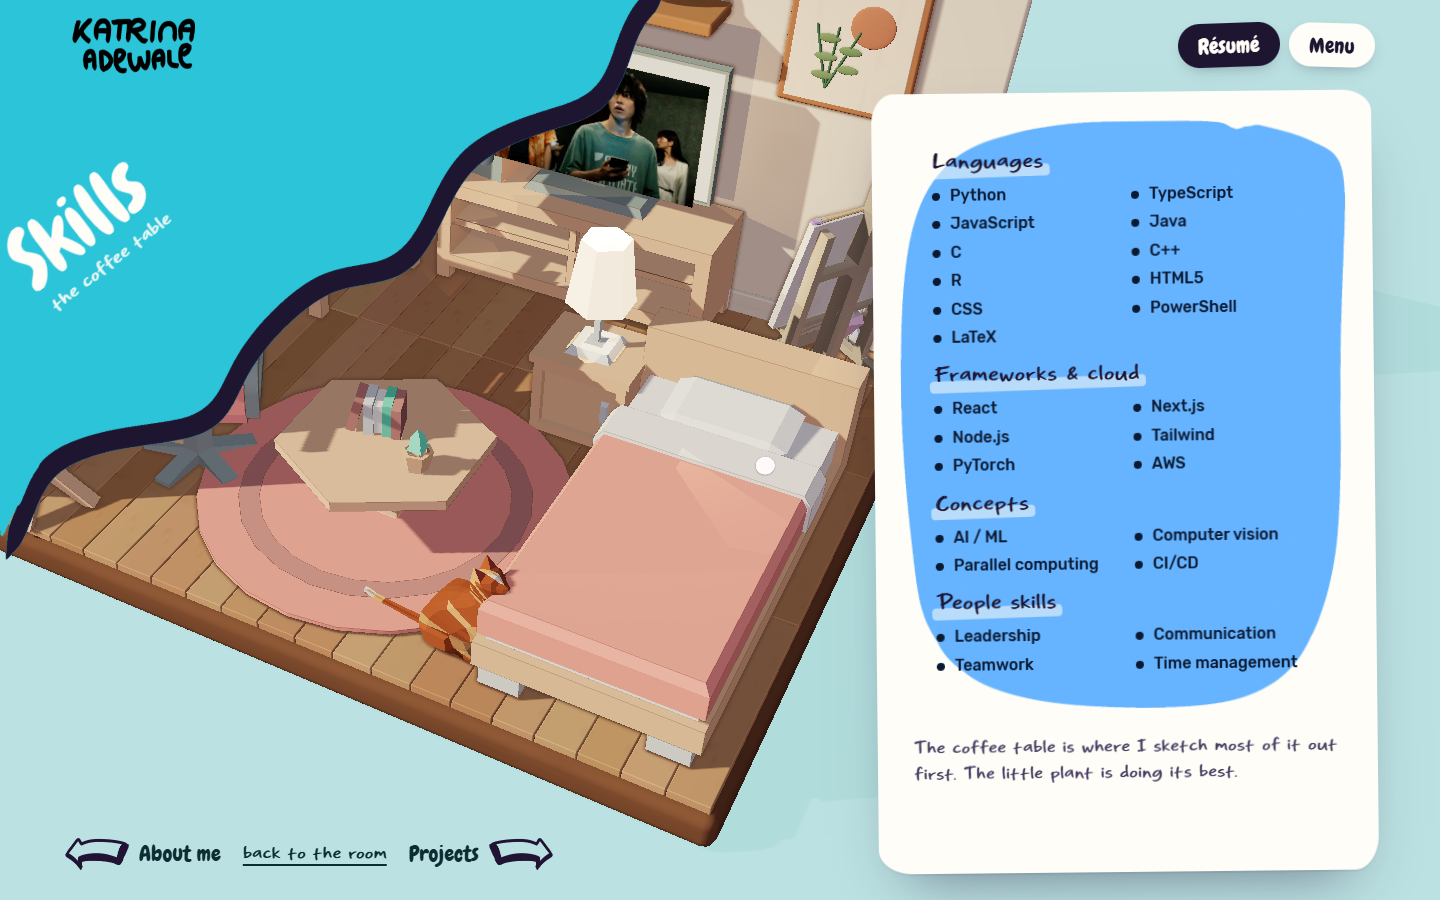 KATRINA
ADEWALE
Résumé
Menu
Skills
the coffee table
Languages
Python
TypeScript
JavaScript
Java
C
C++
R
HTML5
CSS
PowerShell
LaTeX
Frameworks & cloud
React
Next.js
Node.js
Tailwind
PyTorch
AWS
Concepts
AI / ML
Computer vision
Parallel computing
CI/CD
People skills
Leadership
Communication
Teamwork
Time management
The coffee table is where I sketch most of it out
first. The little plant is doing its best.
About me
back to the room
Projects